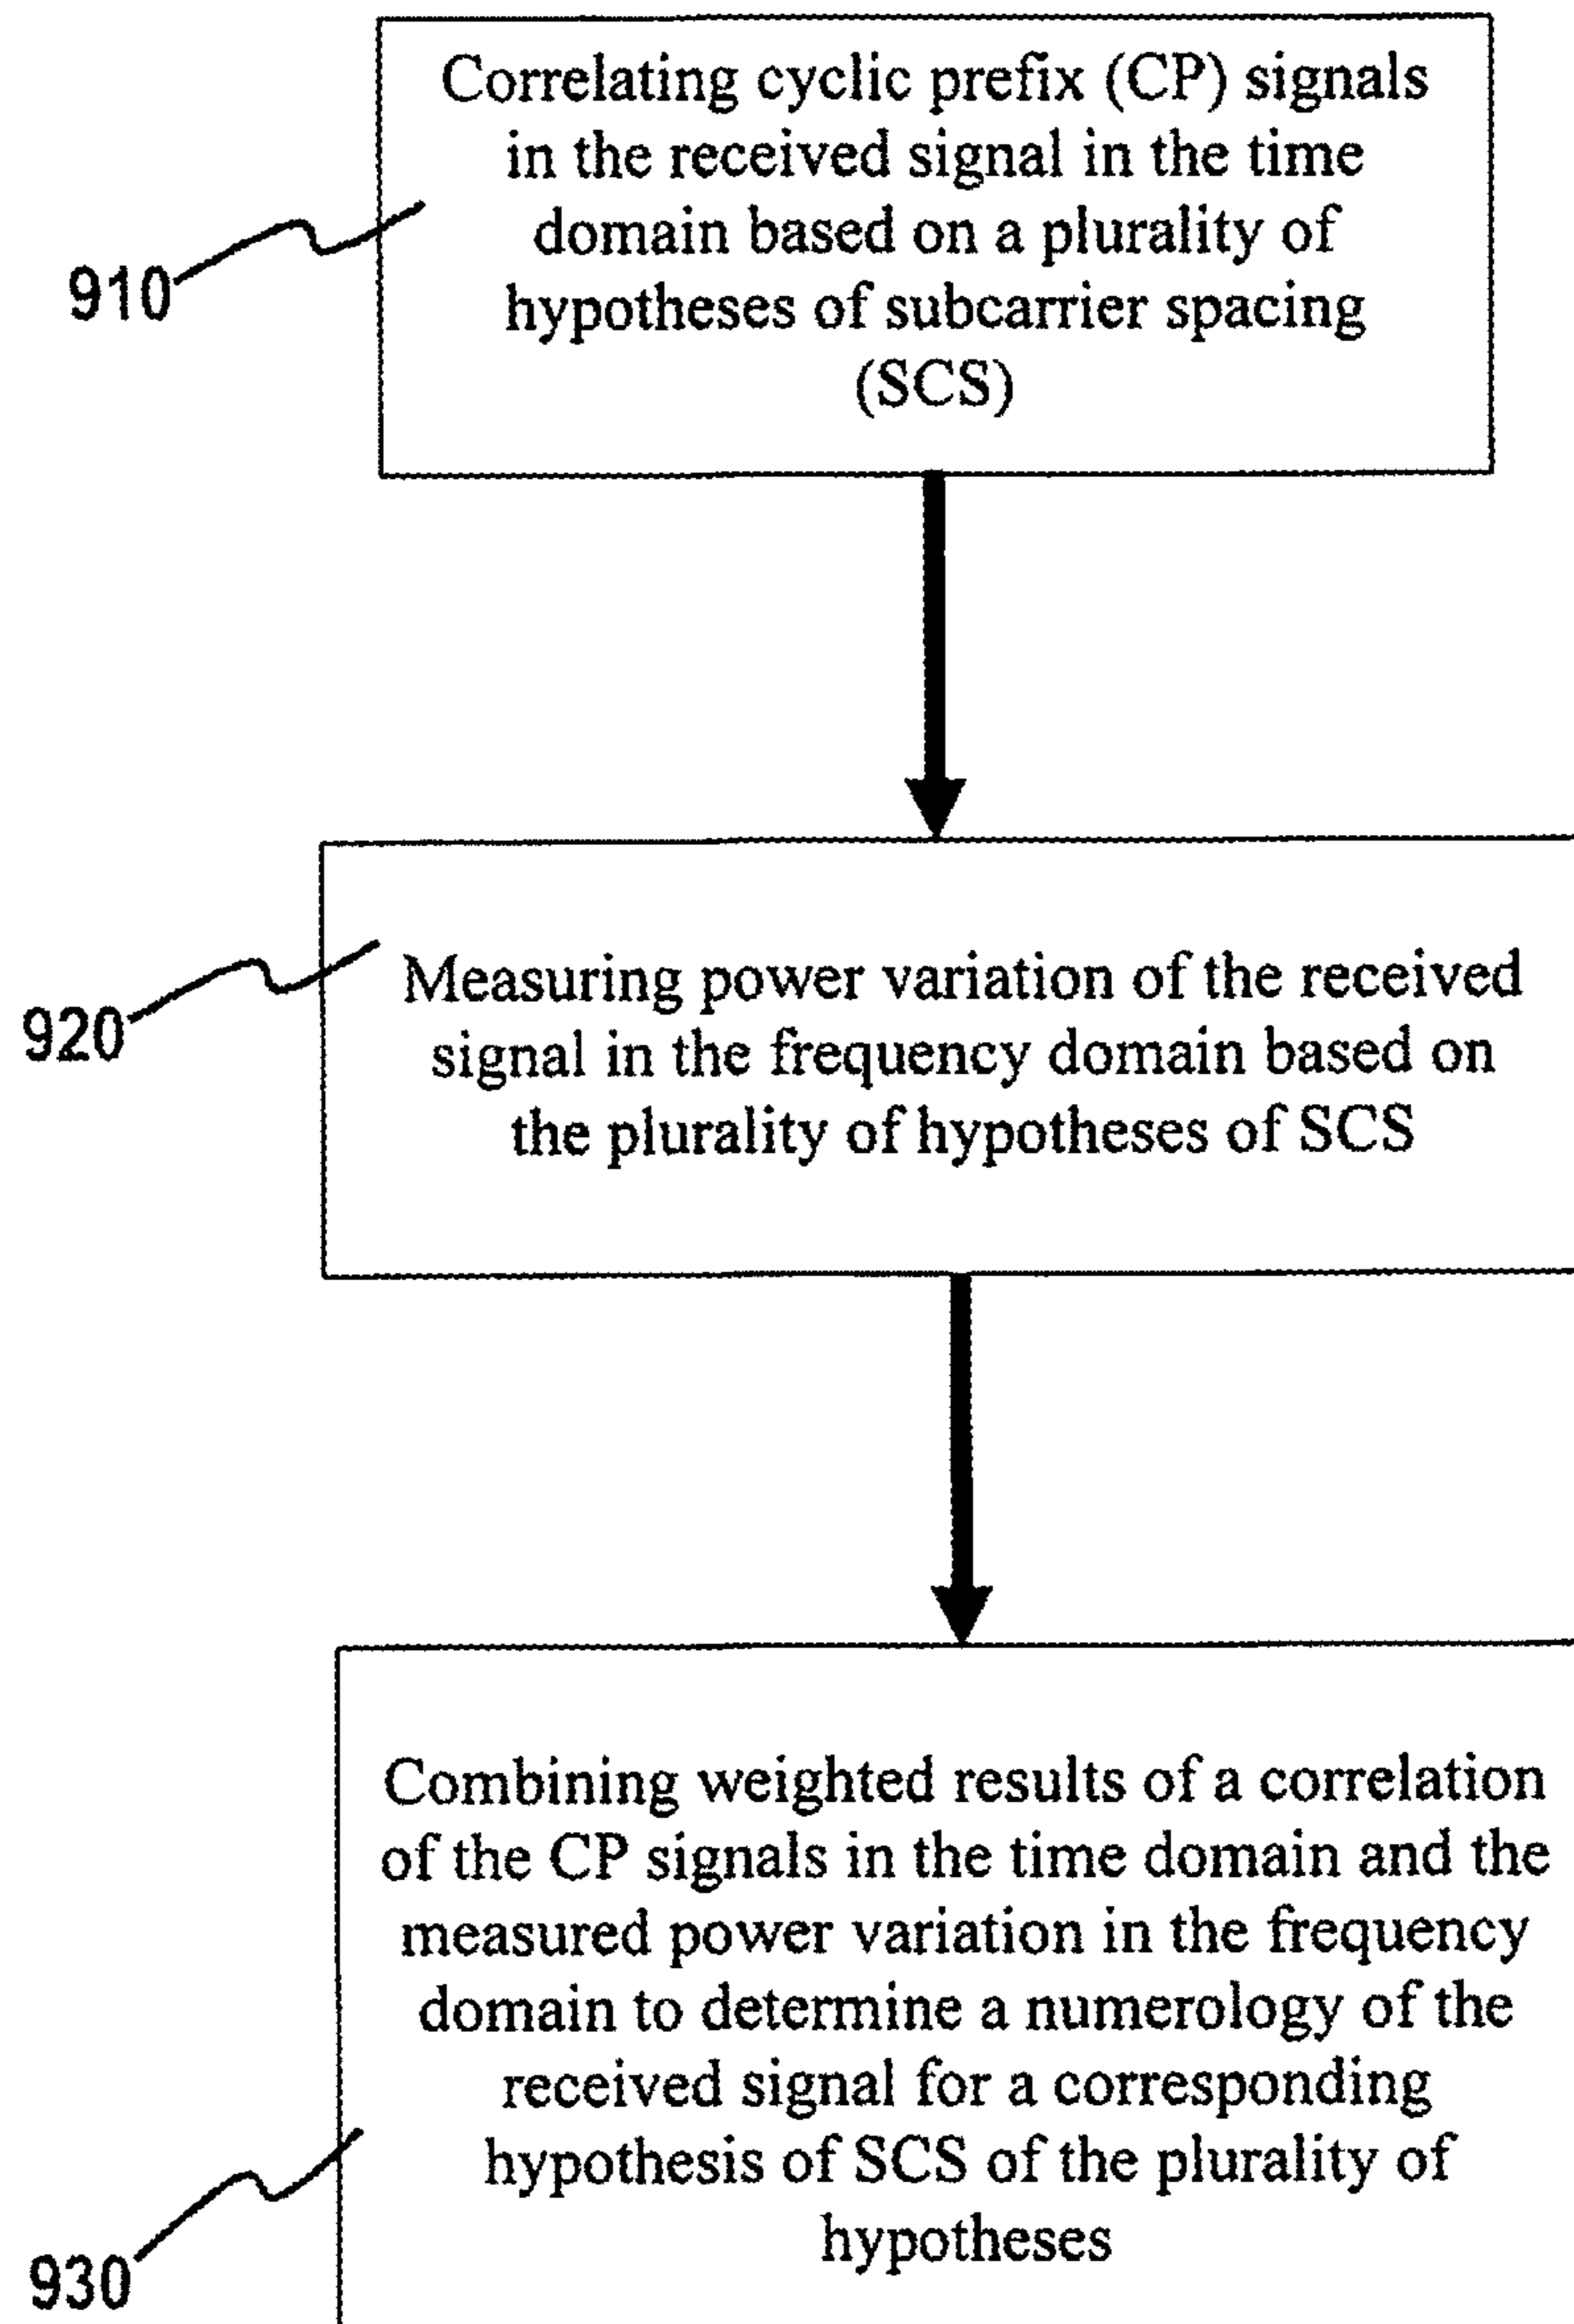 Correlating cyclic prefix (CP) signals
in the received signal in the time
domain based on a plurality of
hypotheses of subcarrier spacing
(SCS)
910
Measuring power variation of the received
signal in the frequency domain based on
the plurality of hypotheses of SCS
920
Combining weighted results of a correlation
of the CP signals in the time domain and the
measured power variation in the frequency
domain to determine a numerology of the
received signal for a corresponding
hypothesis of SCS of the plurality of
hypotheses
930